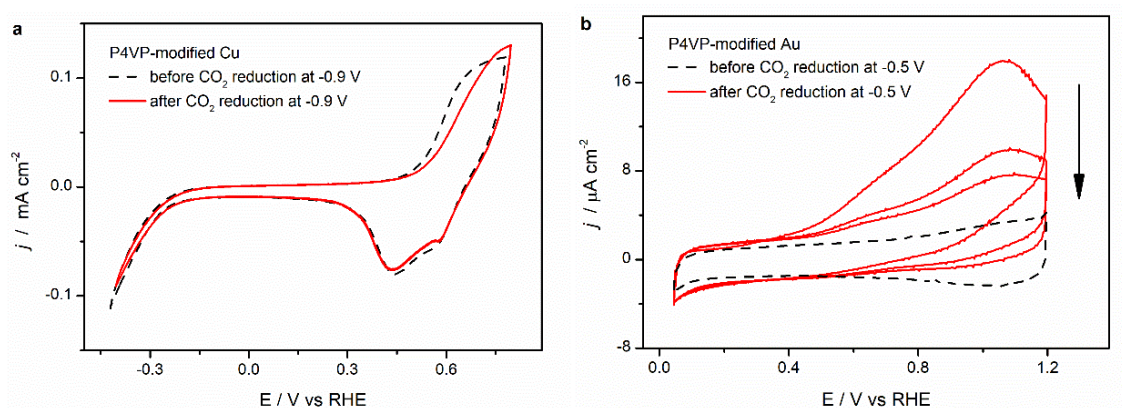 a
P4VP-modified Cu
before CO₂ reduction at -0.9 V
after CO₂ reduction at -0.9 V
0.1
0.0
-0.1
j / mA cm⁻²
-0.3 0.0 0.3 0.6
E / V vs RHE
b
P4VP-modified Au
before CO₂ reduction at -0.5 V
after CO₂ reduction at -0.5 V
16
8
0
-8
j / μA cm⁻²
0.0 0.4 0.8 1.2
E / V vs RHE